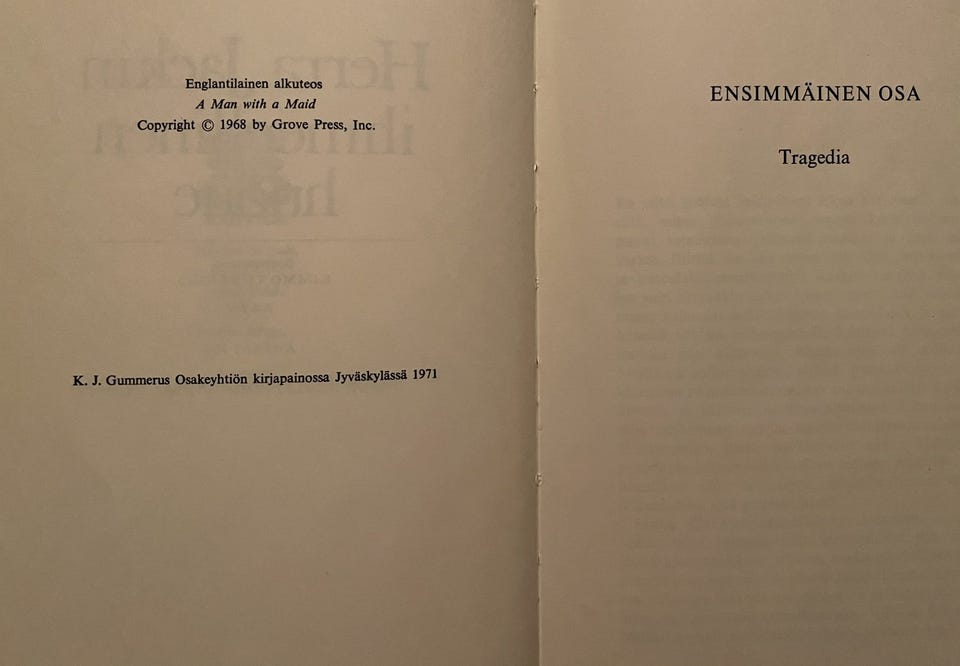 Englantilainen alkuteos
A Man with a Maid
Copyright © 1968 by Grove Press, Inc.
K. J. Gummerus Osakeyhtiön kirjapainossa Jyväskylässä 1971
ENSIMMÄINEN OSA
Tragedia